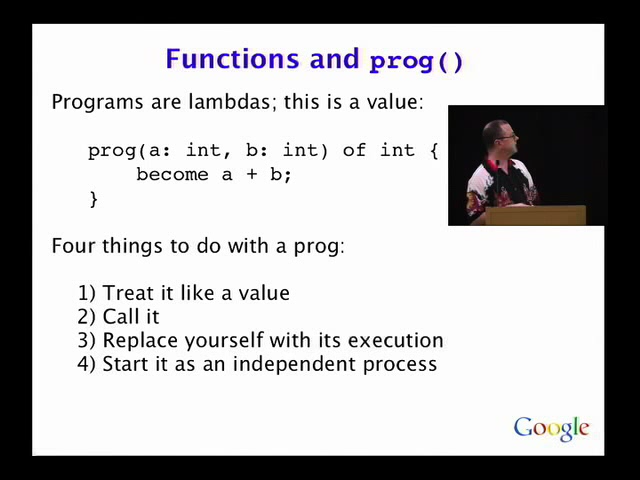 Functions and prog()
Programs are lambdas; this is a value:
prog(a: int, b: int) of int {
become a + b;
}
Four things to do with a prog:
1) Treat it like a value
2) Call it
3) Replace yourself with its execution
4) Start it as an independent process
Google